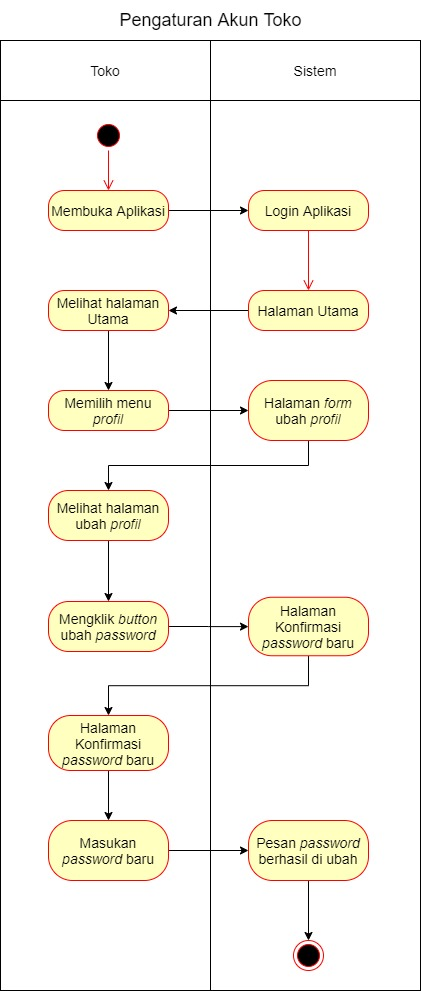 Pengaturan Akun Toko
Toko
Sistem
Membuka Aplikasi
Login Aplikasi
Melihat halaman
Utama
Halaman Utama
Memilih menu
profil
Halaman form
ubah profil
Melihat halaman
ubah profil
Mengklik button
ubah password
Halaman
Konfirmasi
password baru
Halaman
Konfirmasi
password baru
Masukan
password baru
Pesan password
berhasil di ubah